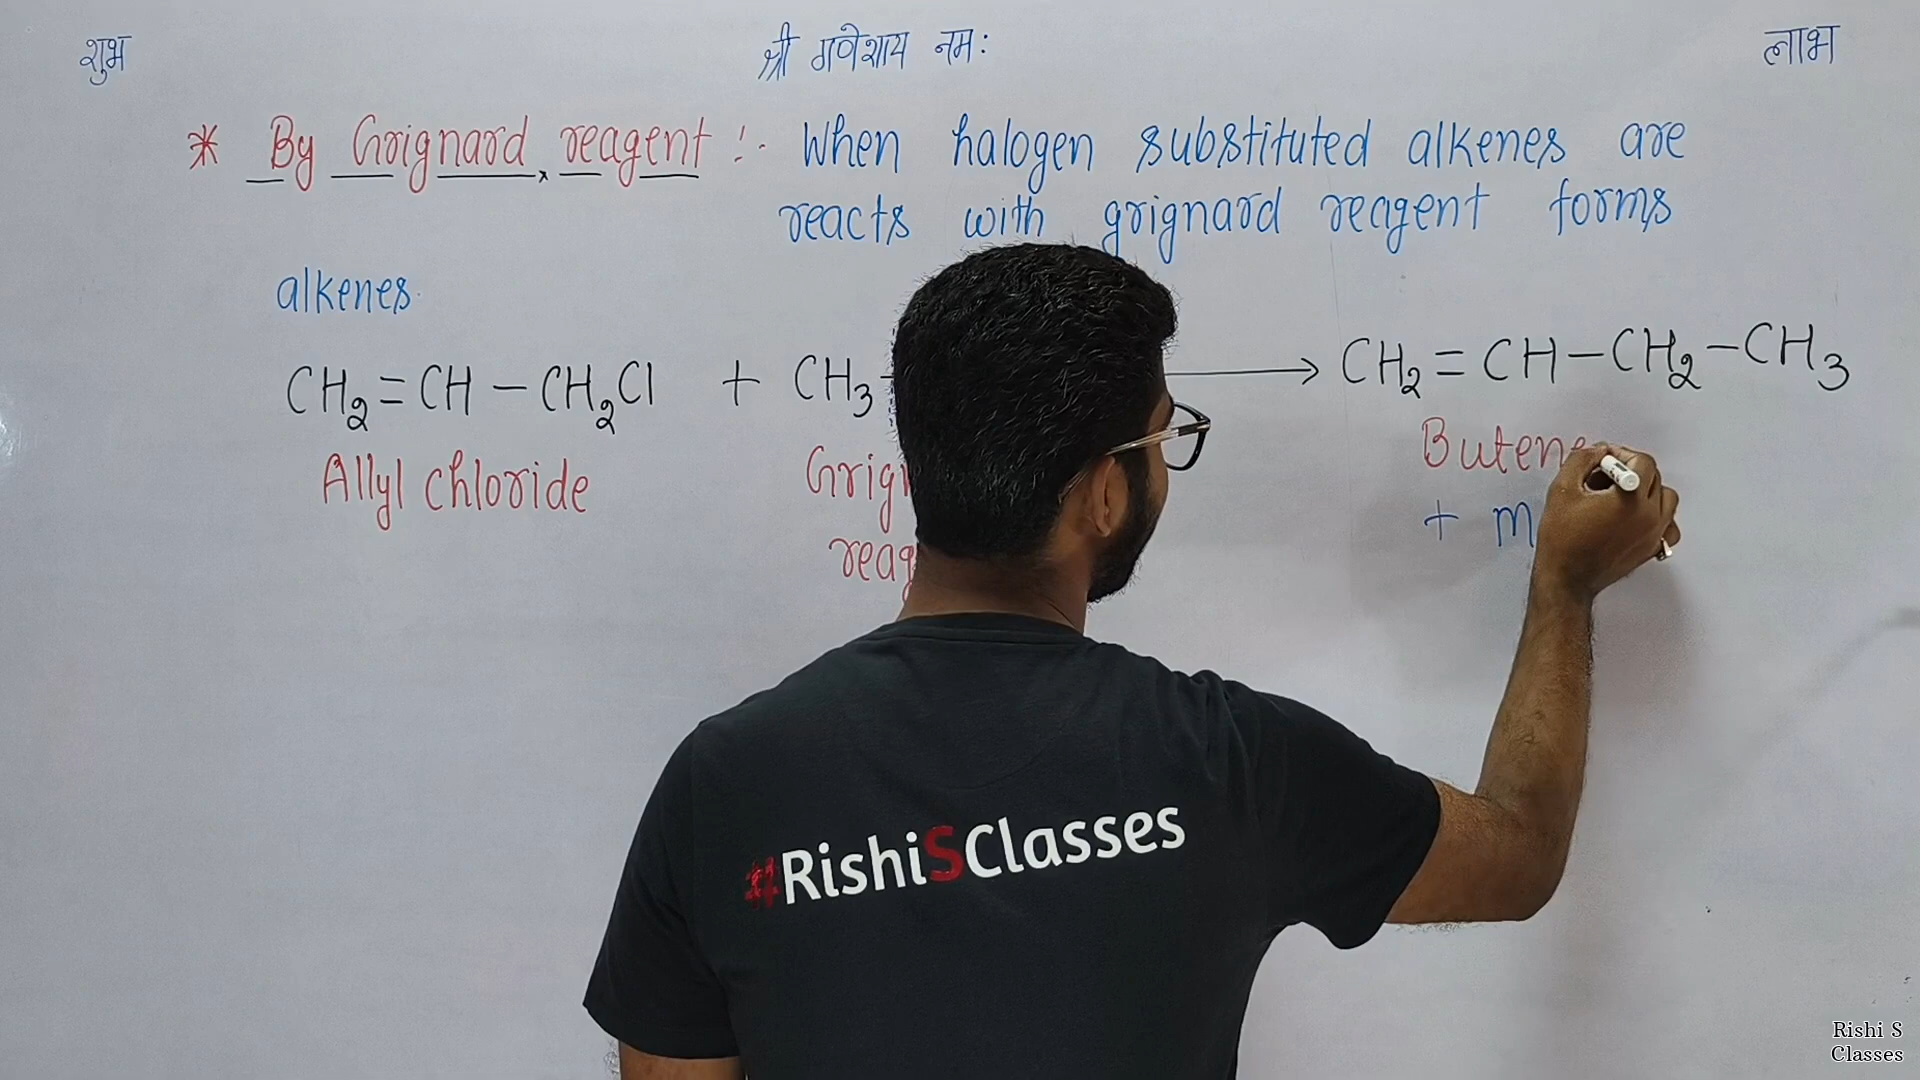 शुभ श्री गणेशाय नमः लाभ
* By Grignard reagent :- When halogen substituted alkenes are
reacts with grignard reagent forms
alkenes.
CH₂=CH-CH₂Cl + CH₃- → CH₂=CH-CH₂-CH₃
Allyl chloride
+
#RishiSClasses
Rishi S
Classes